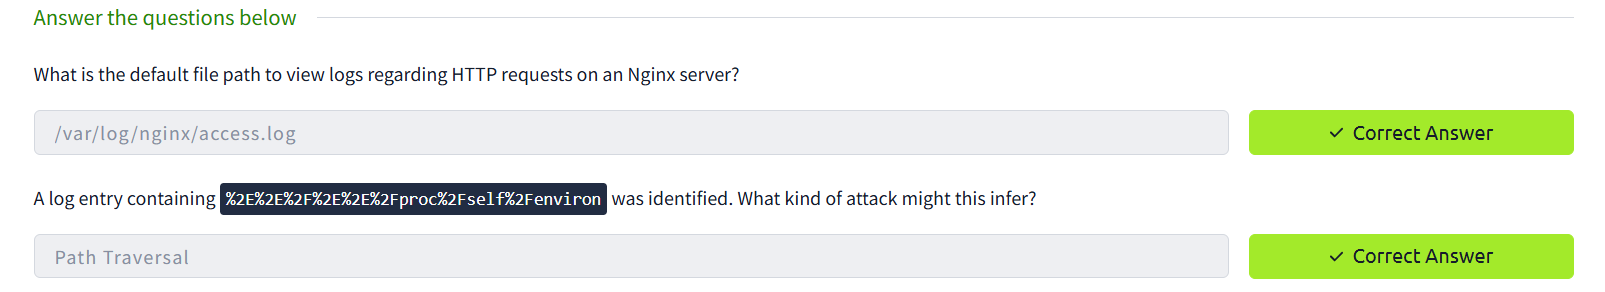 Answer the questions below
What is the default file path to view logs regarding HTTP requests on an Nginx server?
/var/log/nginx/access.log
Correct Answer
A log entry containing %2E%2E%2F%2E%2E%2Fproc%2Fself%2Fenviron was identified. What kind of attack might this infer?
Path Traversal
Correct Answer